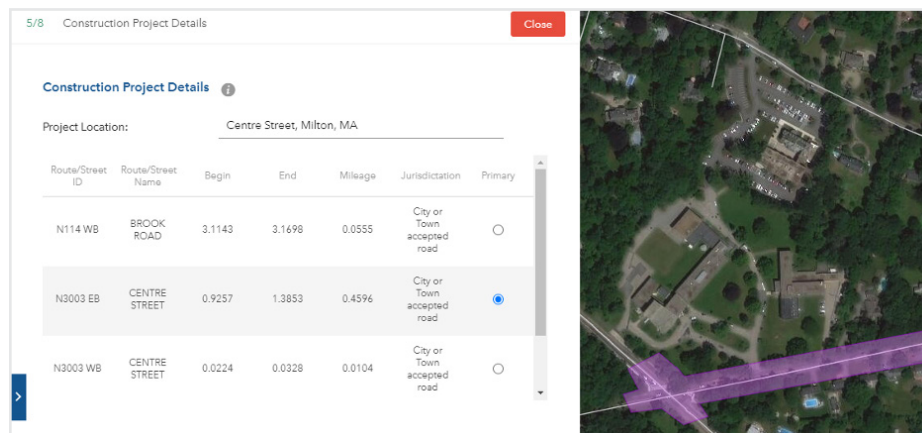 5/8 Construction Project Details Close
Construction Project Details i
Project Location: Centre Street, Milton, MA
Route/Street ID Route/Street Name Begin End Mileage Jurisdictation Primary
N114 WB BROOK ROAD 3.1143 3.1698 0.0555 City or Town accepted road
N3003 EB CENTRE STREET 0.9257 1.3853 0.4596 City or Town accepted road
N3003 WB CENTRE STREET 0.0224 0.0328 0.0104 City or Town accepted road